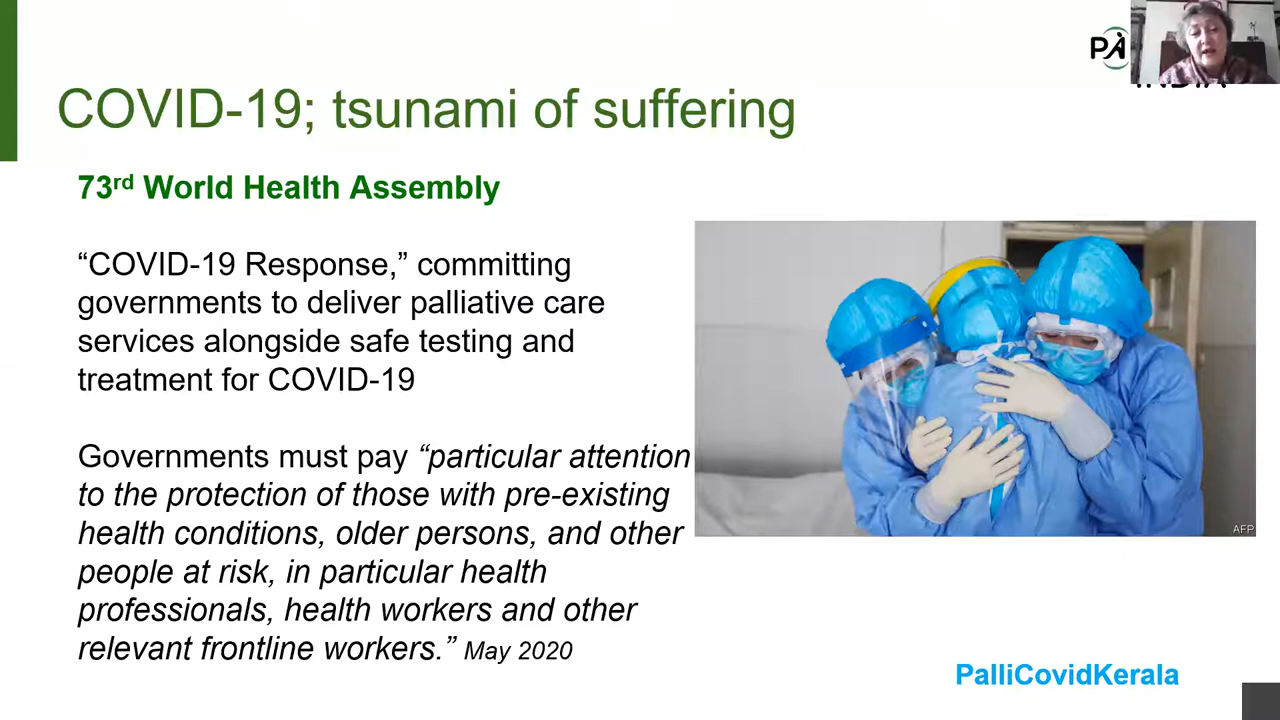 COVID-19; tsunami of suffering
73rd World Health Assembly
“COVID-19 Response,” committing
governments to deliver palliative care
services alongside safe testing and
treatment for COVID-19
Governments must pay “particular attention
to the protection of those with pre-existing
health conditions, older persons, and other
people at risk, in particular health
professionals, health workers and other
relevant frontline workers.” May 2020
AFP
PalliCovidKerala